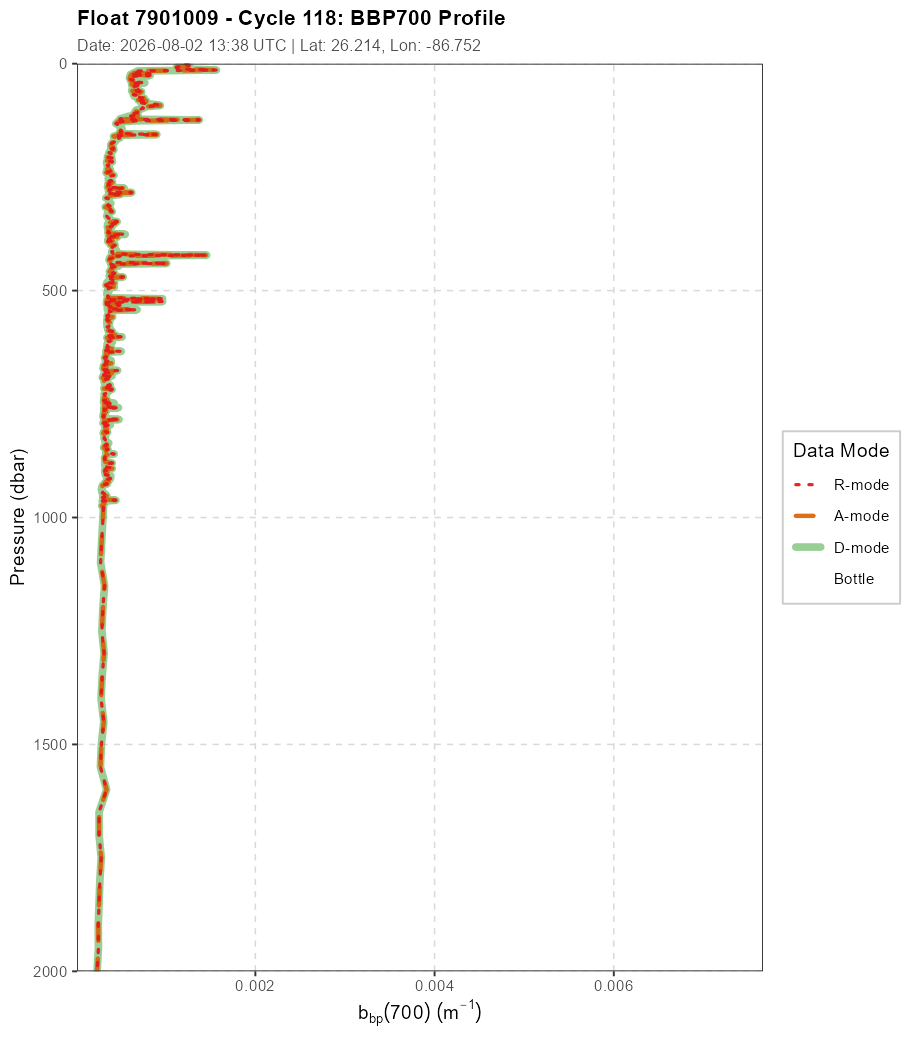 Float 7901009 - Cycle 118: BBP700 Profile
Date: 2026-08-02 13:38 UTC | Lat: 26.214, Lon: -86.752
0
500
1000
1500
2000
Pressure (dbar)
0.002
0.004
0.006
b_bp(700) (m⁻¹)
Data Mode
R-mode
A-mode
D-mode
Bottle